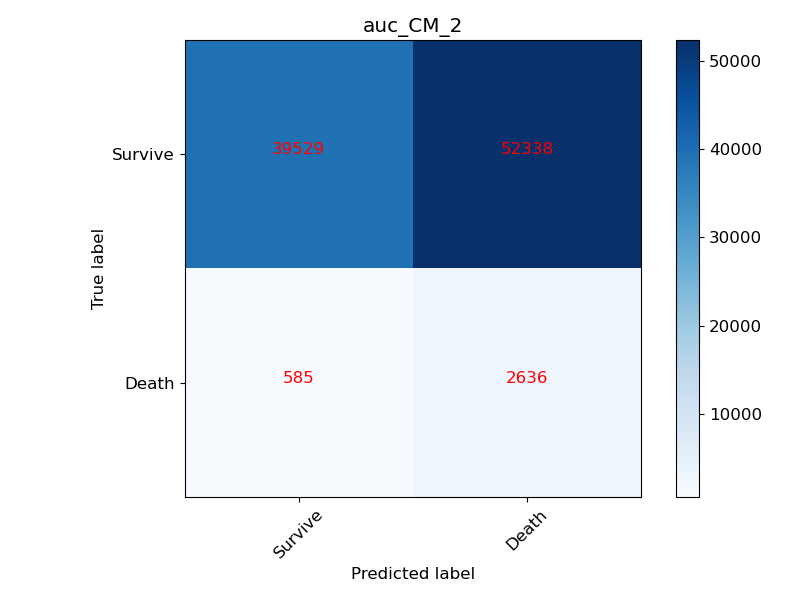 auc_CM_2
Survive
39529
52338
50000
40000
30000
20000
10000
True label
Death
585
2636
Survive
Death
Predicted label